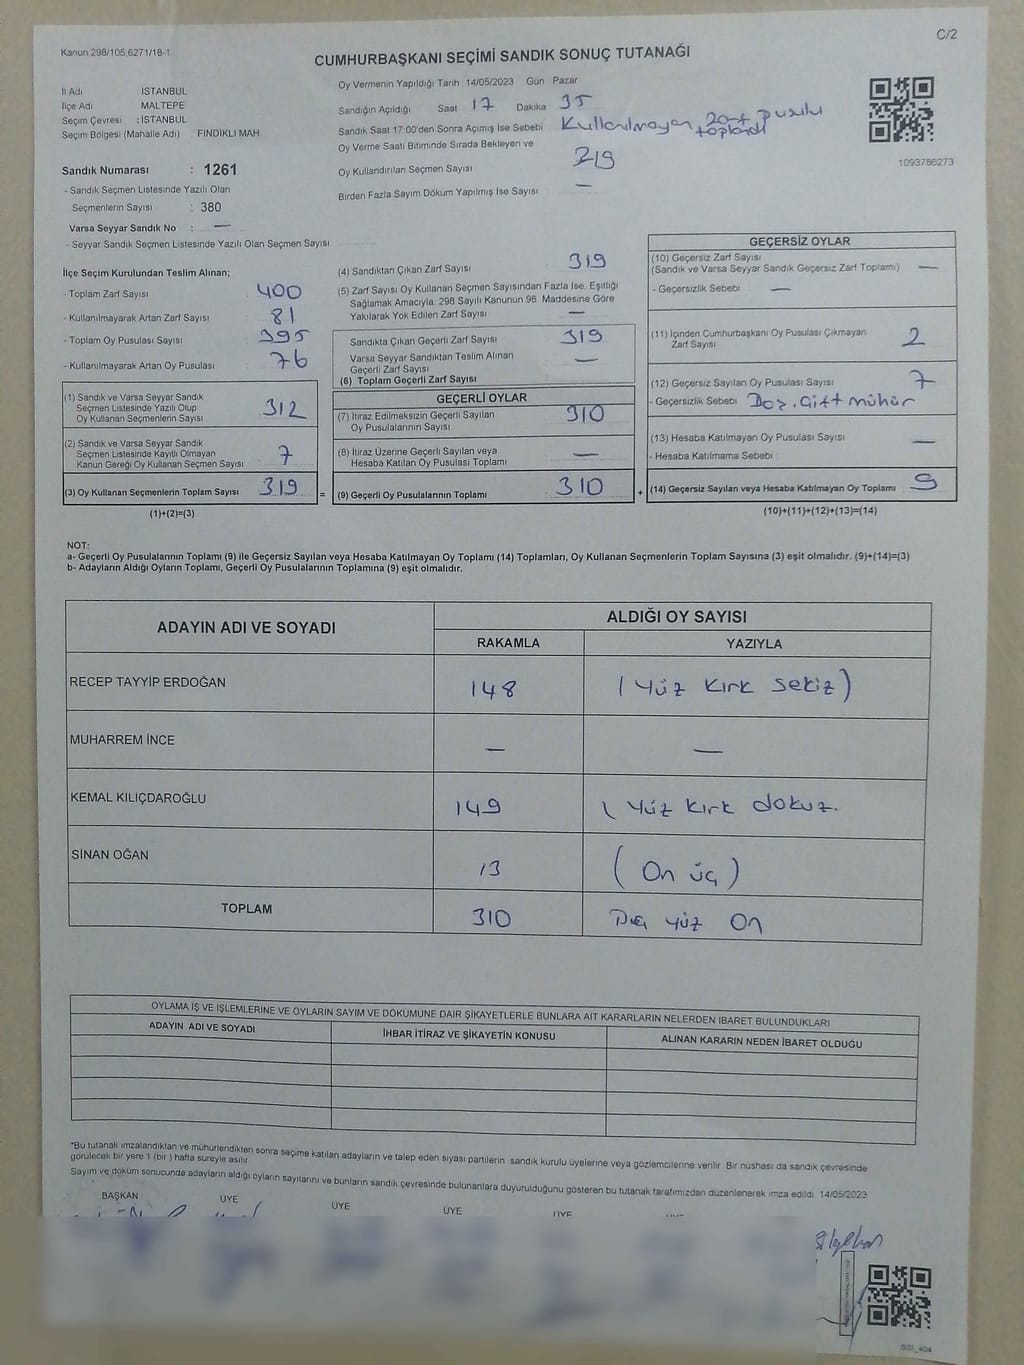 C/2
Kanun 298/105,6271/18-1
CUMHURBAŞKANI SEÇİMİ SANDIK SONUÇ TUTANAĞI
İl Adı İSTANBUL
İlçe Adı MALTEPE
Seçim Çevresi : İSTANBUL
Seçim Bölgesi (Mahalle Adı) FINDIKLI MAH
Sandık Numarası : 1261
- Sandık Seçmen Listesinde Yazılı Olan
Seçmenlerin Sayısı : 380
Varsa Seyyar Sandık No : —
- Seyyar Sandık Seçmen Listesinde Yazılı Olan Seçmen Sayısı
Oy Vermenin Yapıldığı Tarih 14/05/2023 Gün Pazar
Sandığın Açıldığı Saat 17 Dakika 35
Sandık Saat 17:00'den Sonra Açımış İse Sebebi Kullanılmayan zarf pusula toplandı
Oy Verme Saati Bitiminde Sırada Bekleyen ve
Oy Kullandırılan Seçmen Sayısı 319
Birden Fazla Sayım Döküm Yapılmış İse Sayısı —
1093786273
İlçe Seçim Kurulundan Teslim Alınan;
- Toplam Zarf Sayısı 400
- Kullanılmayarak Artan Zarf Sayısı 81
- Toplam Oy Pusulası Sayısı 395
- Kullanılmayarak Artan Oy Pusulası 76
(1) Sandık ve Varsa Seyyar Sandık
Seçmen Listesinde Yazılı Olup
Oy Kullanan Seçmenlerin Sayısı 312
(2) Sandık ve Varsa Seyyar Sandık
Seçmen Listesinde Kayıtlı Olmayan
Kanun Gereği Oy Kullanan Seçmen Sayısı 7
(3) Oy Kullanan Seçmenlerin Toplam Sayısı 319 =
(1)+(2)=(3)
(4) Sandıktan Çıkan Zarf Sayısı 319
(5) Zarf Sayısı Oy Kullanan Seçmen Sayısından Fazla İse, Eşitliği
Sağlamak Amacıyla; 298 Sayılı Kanunun 98. Maddesine Göre
Yakılarak Yok Edilen Zarf Sayısı —
Sandıkta Çıkan Geçerli Zarf Sayısı 319
Varsa Seyyar Sandıktan Teslim Alınan
Geçerli Zarf Sayısı —
(6) Toplam Geçerli Zarf Sayısı
GEÇERLİ OYLAR
(7) İtiraz Edilmeksizin Geçerli Sayılan
Oy Pusulalarının Sayısı 310
(8) İtiraz Üzerine Geçerli Sayılan veya
Hesaba Katılan Oy Pusulası Toplamı —
(9) Geçerli Oy Pusulalarının Toplamı : 310 +
GEÇERSİZ OYLAR
(10) Geçersiz Zarf Sayısı
(Sandık ve Varsa Seyyar Sandık Geçersiz Zarf Toplamı) —
- Geçersizlik Sebebi —
(11) İçinden Cumhurbaşkanı Oy Pusulası Çıkmayan
Zarf Sayısı 2
(12) Geçersiz Sayılan Oy Pusulası Sayısı 7
- Geçersizlik Sebebi Boş, Çift mühür
(13) Hesaba Katılmayan Oy Pusulası Sayısı —
- Hesaba Katılmama Sebebi
(14) Geçersiz Sayılan veya Hesaba Katılmayan Oy Toplamı 9
(10)+(11)+(12)+(13)=(14)
NOT:
a- Geçerli Oy Pusulalarının Toplamı (9) ile Geçersiz Sayılan veya Hesaba Katılmayan Oy Toplamı (14) Toplamları, Oy Kullanan Seçmenlerin Toplam Sayısına (3) eşit olmalıdır. (9)+(14)=(3)
b- Adayların Aldığı Oyların Toplamı, Geçerli Oy Pusulalarının Toplamına (9) eşit olmalıdır.
ADAYIN ADI VE SOYADI ALDIĞI OY SAYISI
RAKAMLA YAZIYLA
RECEP TAYYİP ERDOĞAN 148 (Yüz kırk sekiz)
MUHARREM İNCE — —
KEMAL KILIÇDAROĞLU 149 (Yüz kırk dokuz.
SİNAN OĞAN 13 (On üç)
TOPLAM 310 Üç yüz On
OYLAMA İŞ VE İŞLEMLERİNE VE OYLARIN SAYIM VE DÖKÜMÜNE DAİR ŞİKAYETLERLE BUNLARA AİT KARARLARIN NELERDEN İBARET BULUNDUKLARI
ADAYIN ADI VE SOYADI İHBAR İTİRAZ VE ŞİKAYETİN KONUSU ALINAN KARARIN NEDEN İBARET OLDUĞU
*Bu tutanak imzalandıktan ve mühürlendikten sonra seçime katılan adayların ve talep eden siyasi partilerin sandık kurulu üyelerine veya gözlemcilerine verilir. Bir nüshası da sandık çevresinde
görülecek bir yere 1 (bir) hafta süreyle asılır.
Sayım ve döküm sonucunda adayların aldığı oyların sayılarını ve bunların sandık çevresinde bulunanlara duyurulduğunu gösteren bu tutanak tarafımızdan düzenlenerek imza edildi. 14/05/2023
BAŞKAN ÜYE ÜYE ÜYE ÜYE